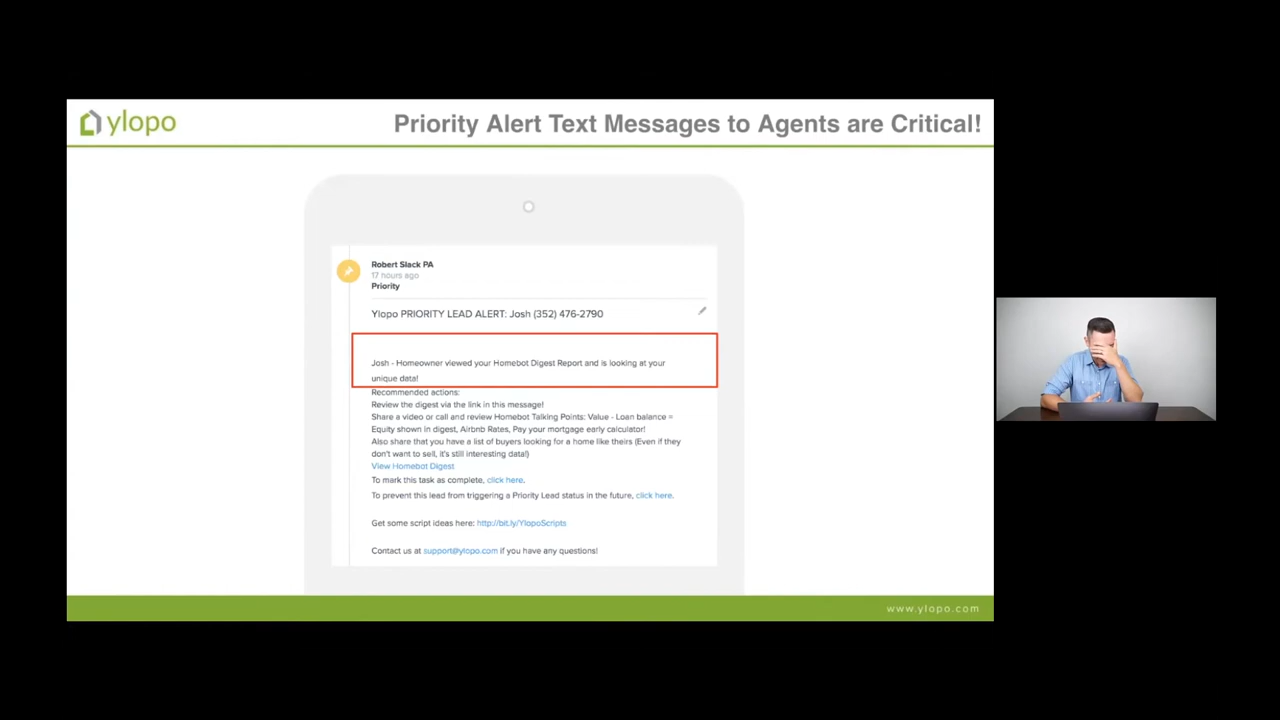 ylopo
Priority Alert Text Messages to Agents are Critical!
Robert Slack PA
17 hours ago
Priority
Ylopo PRIORITY LEAD ALERT: Josh (352) 476-2790
Josh - Homeowner viewed your Homebot Digest Report and is looking at your
unique data!
Recommended actions:
Review the digest via the link in this message!
Share a video or call and review Homebot Talking Points: Value - Loan balance =
Equity shown in digest, Airbnb Rates, Pay your mortgage early calculator!
Also share that you have a list of buyers looking for a home like theirs (Even if they
don't want to sell, it's still interesting data!)
View Homebot Digest
To mark this task as complete, click here.
To prevent this lead from triggering a Priority Lead status in the future, click here.
Get some script ideas here: http://bit.ly/YlopoScripts
Contact us at support@ylopo.com if you have any questions!
www.ylopo.com